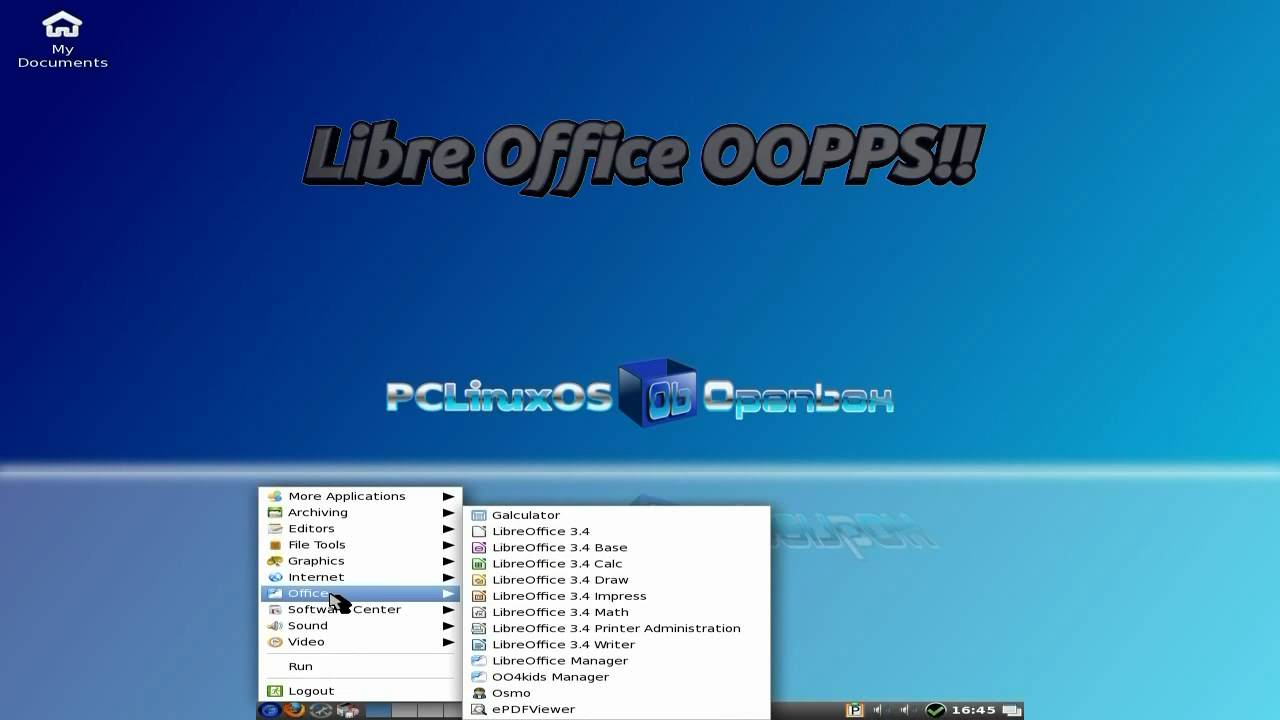 My
Documents
Libre Office OOPPS!!
PCLinuxOS Ob Openbox
More Applications
Archiving
Editors
File Tools
Graphics
Internet
Office
Software Center
Sound
Video
Run
Logout
Galculator
LibreOffice 3.4
LibreOffice 3.4 Base
LibreOffice 3.4 Calc
LibreOffice 3.4 Draw
LibreOffice 3.4 Impress
LibreOffice 3.4 Math
LibreOffice 3.4 Printer Administration
LibreOffice 3.4 Writer
LibreOffice Manager
OO4kids Manager
Osmo
ePDFViewer
P 16:45